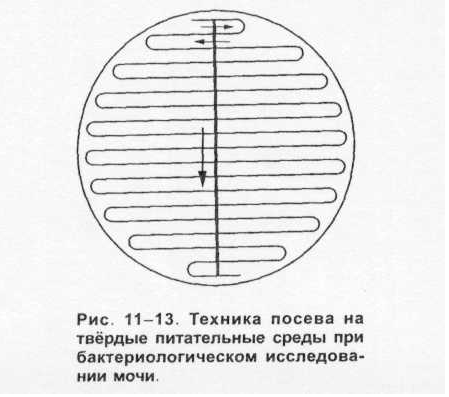 Рис. 11–13. Техника посева на
твёрдые питательные среды при
бактериологическом исследова-
нии мочи.